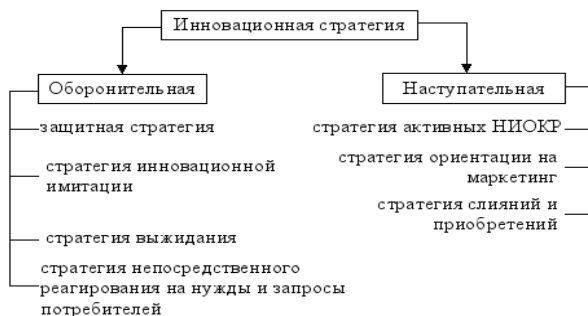 Инновационная стратегия
Оборонительная
защитная стратегия
стратегия инновационной
имитации
стратегия выжидания
стратегия непосредственного
реагирования на нужды и запросы
потребителей
Наступательная
стратегия активных НИОКР
стратегия ориентации на
маркетинг
стратегия слияний и
приобретений